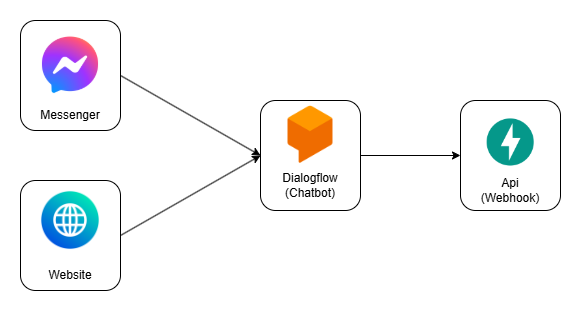 Messenger
Dialogflow
(Chatbot)
Api
(Webhook)
Website